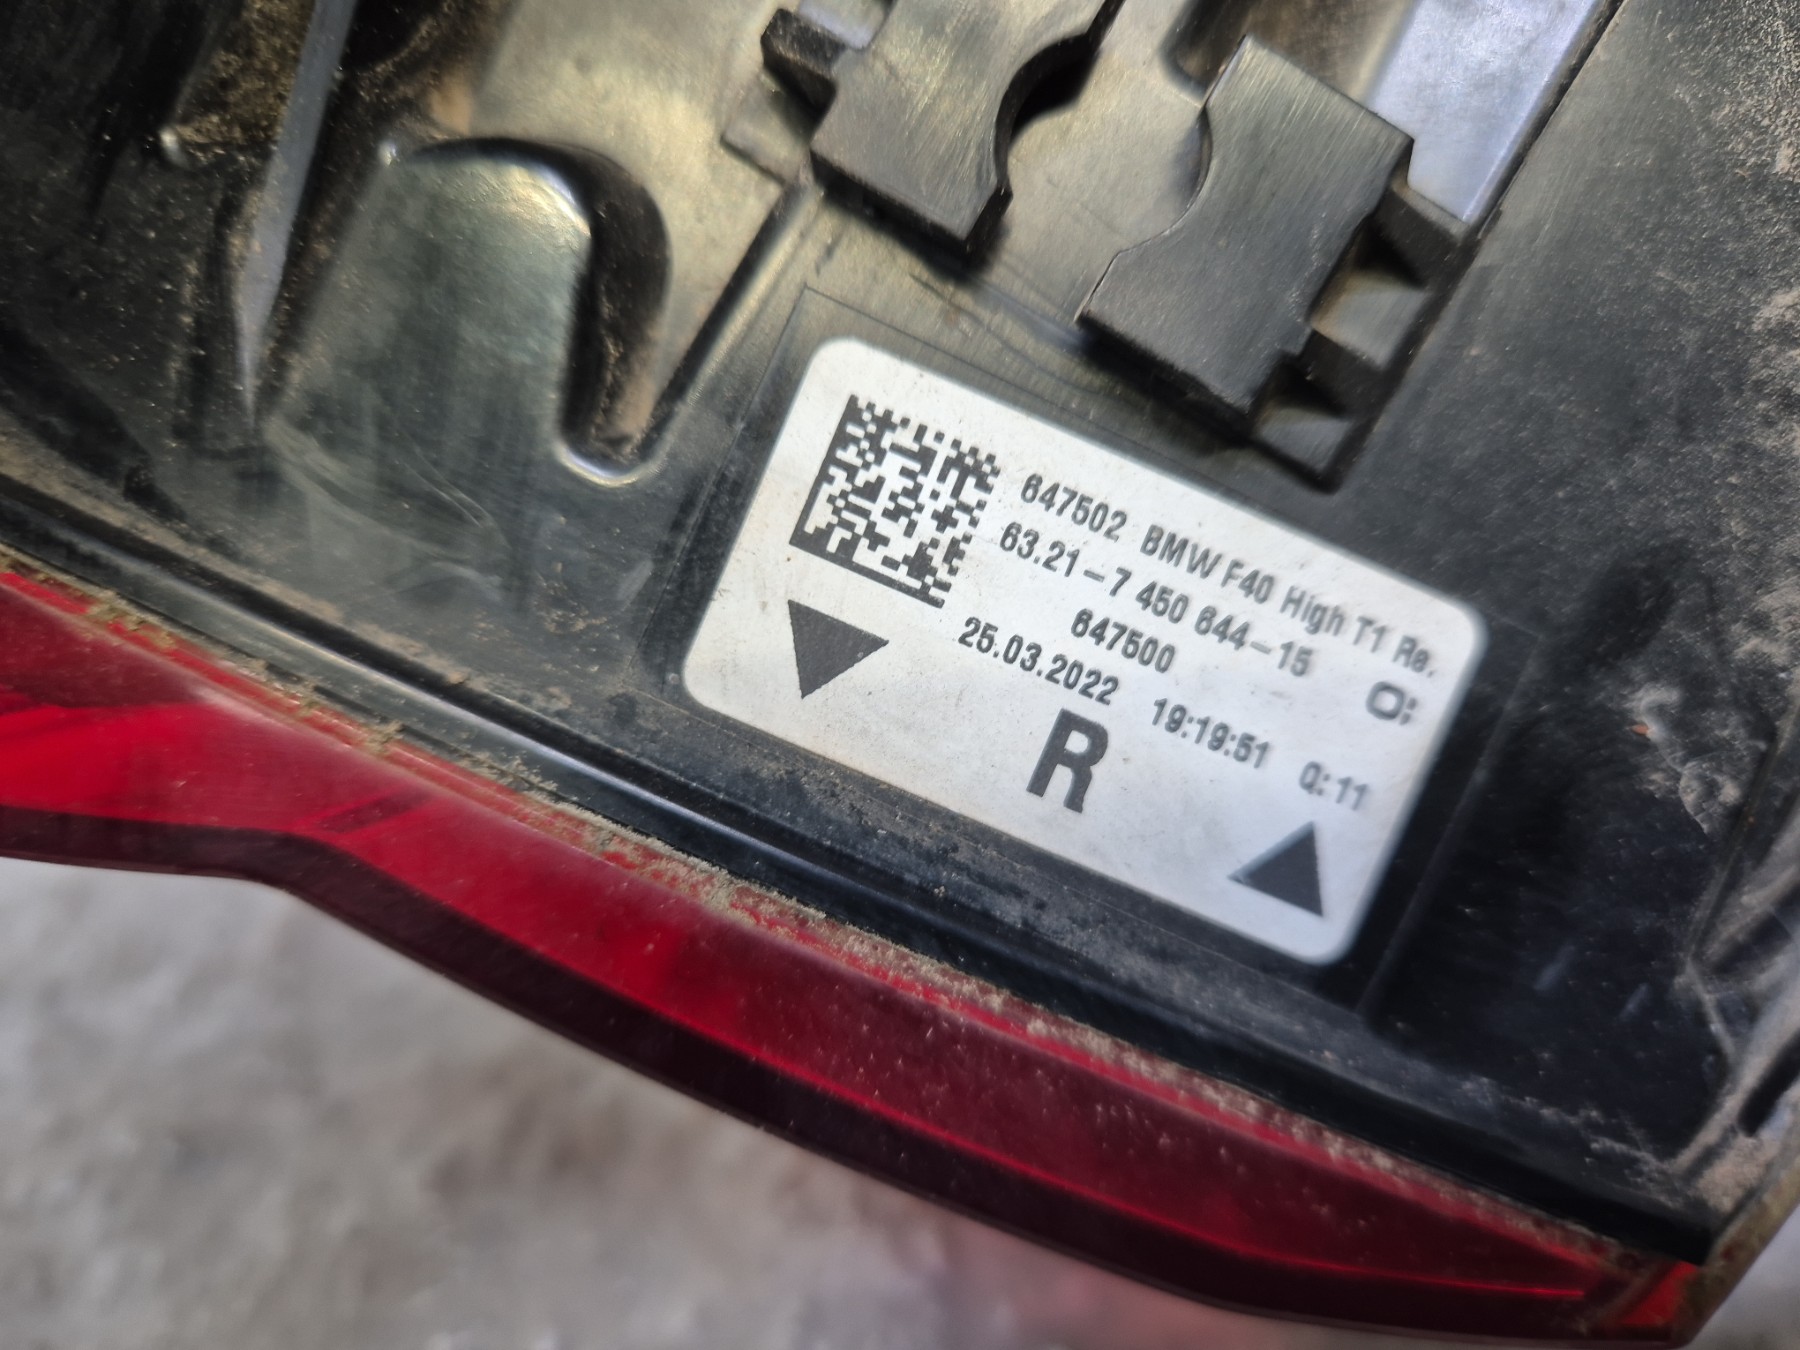 647502 BMW F40 High T1 Re.
63.21-7 450 644-15 O;
647500
25.03.2022 19:19:51 Q:11
R